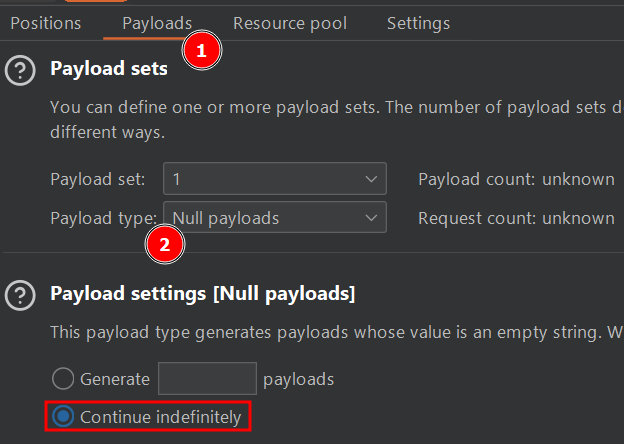 Positions Payloads Resource pool Settings
1
Payload sets
You can define one or more payload sets. The number of payload sets d
different ways.
Payload set: 1 Payload count: unknown
Payload type: Null payloads Request count: unknown
2
Payload settings [Null payloads]
This payload type generates payloads whose value is an empty string. W
Generate payloads
Continue indefinitely